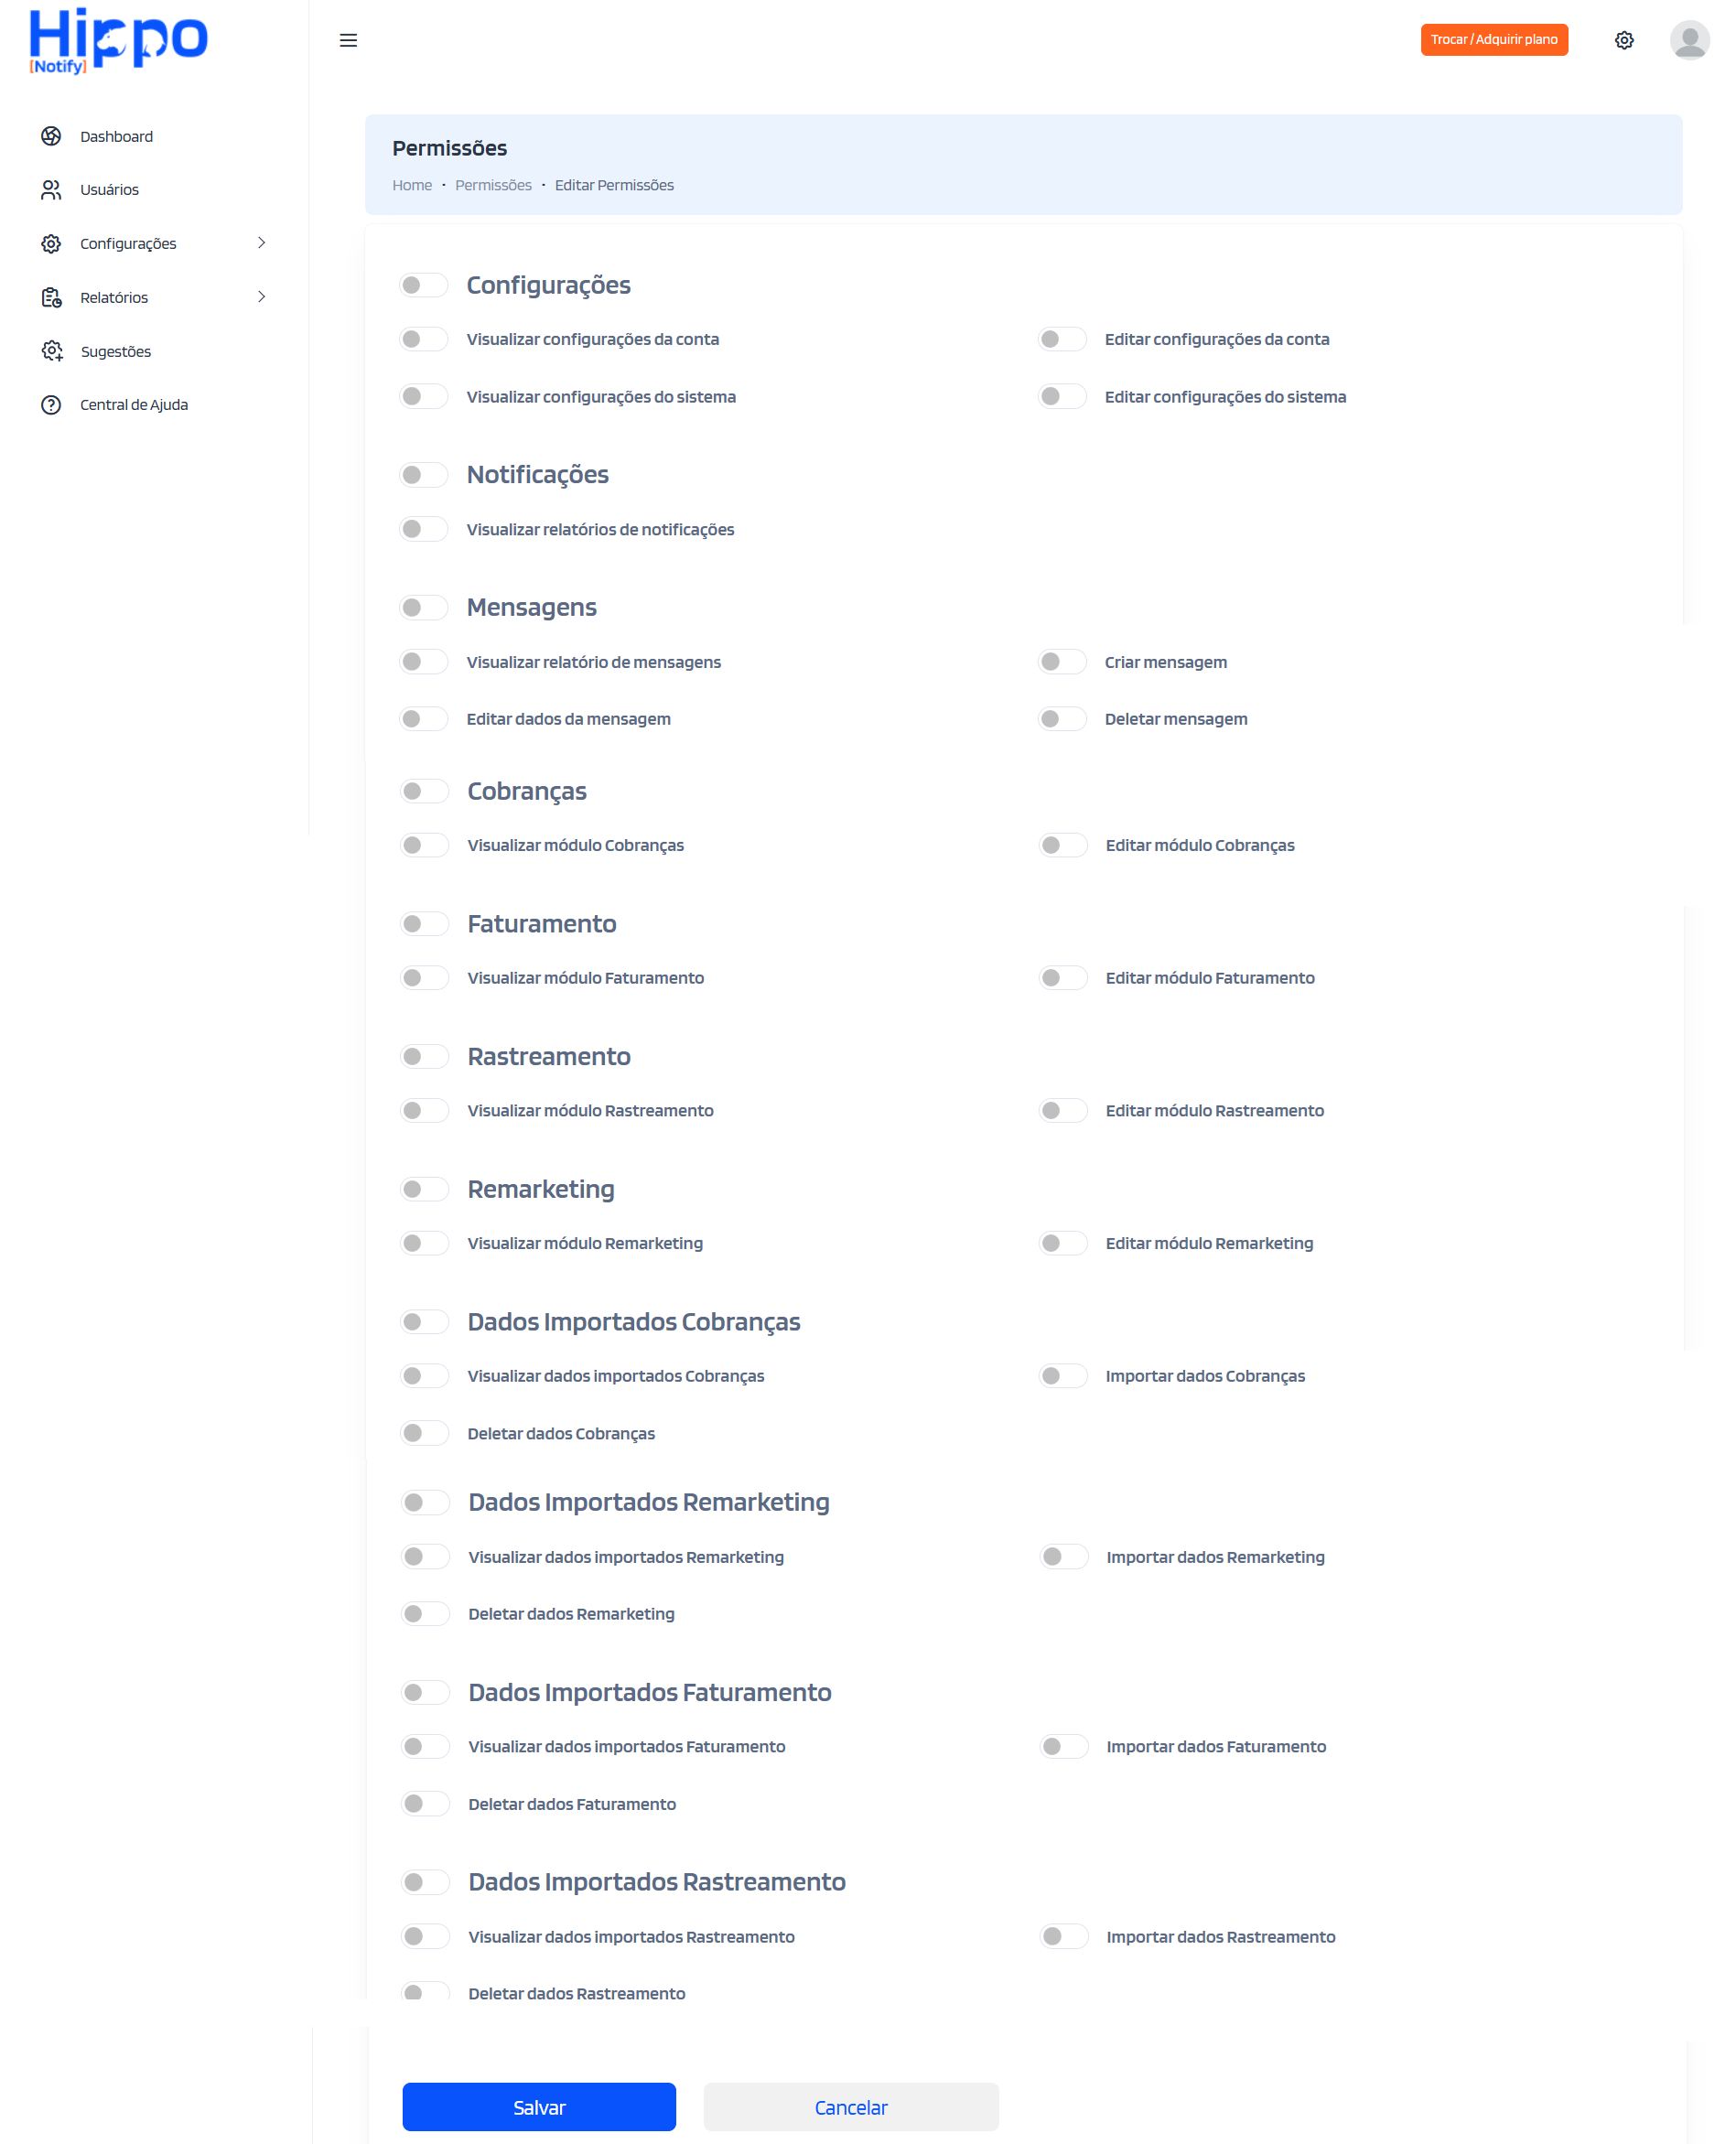 Hippo
[Notify]
Trocar / Adquirir plano
Dashboard
Usuários
Configurações
Relatórios
Sugestões
Central de Ajuda
Permissões
Home • Permissões • Editar Permissões
Configurações
Visualizar configurações da conta
Editar configurações da conta
Visualizar configurações do sistema
Editar configurações do sistema
Notificações
Visualizar relatórios de notificações
Mensagens
Visualizar relatório de mensagens
Criar mensagem
Editar dados da mensagem
Deletar mensagem
Cobranças
Visualizar módulo Cobranças
Editar módulo Cobranças
Faturamento
Visualizar módulo Faturamento
Editar módulo Faturamento
Rastreamento
Visualizar módulo Rastreamento
Editar módulo Rastreamento
Remarketing
Visualizar módulo Remarketing
Editar módulo Remarketing
Dados Importados Cobranças
Visualizar dados importados Cobranças
Importar dados Cobranças
Deletar dados Cobranças
Dados Importados Remarketing
Visualizar dados importados Remarketing
Importar dados Remarketing
Deletar dados Remarketing
Dados Importados Faturamento
Visualizar dados importados Faturamento
Importar dados Faturamento
Deletar dados Faturamento
Dados Importados Rastreamento
Visualizar dados importados Rastreamento
Importar dados Rastreamento
Deletar dados Rastreamento
Salvar
Cancelar